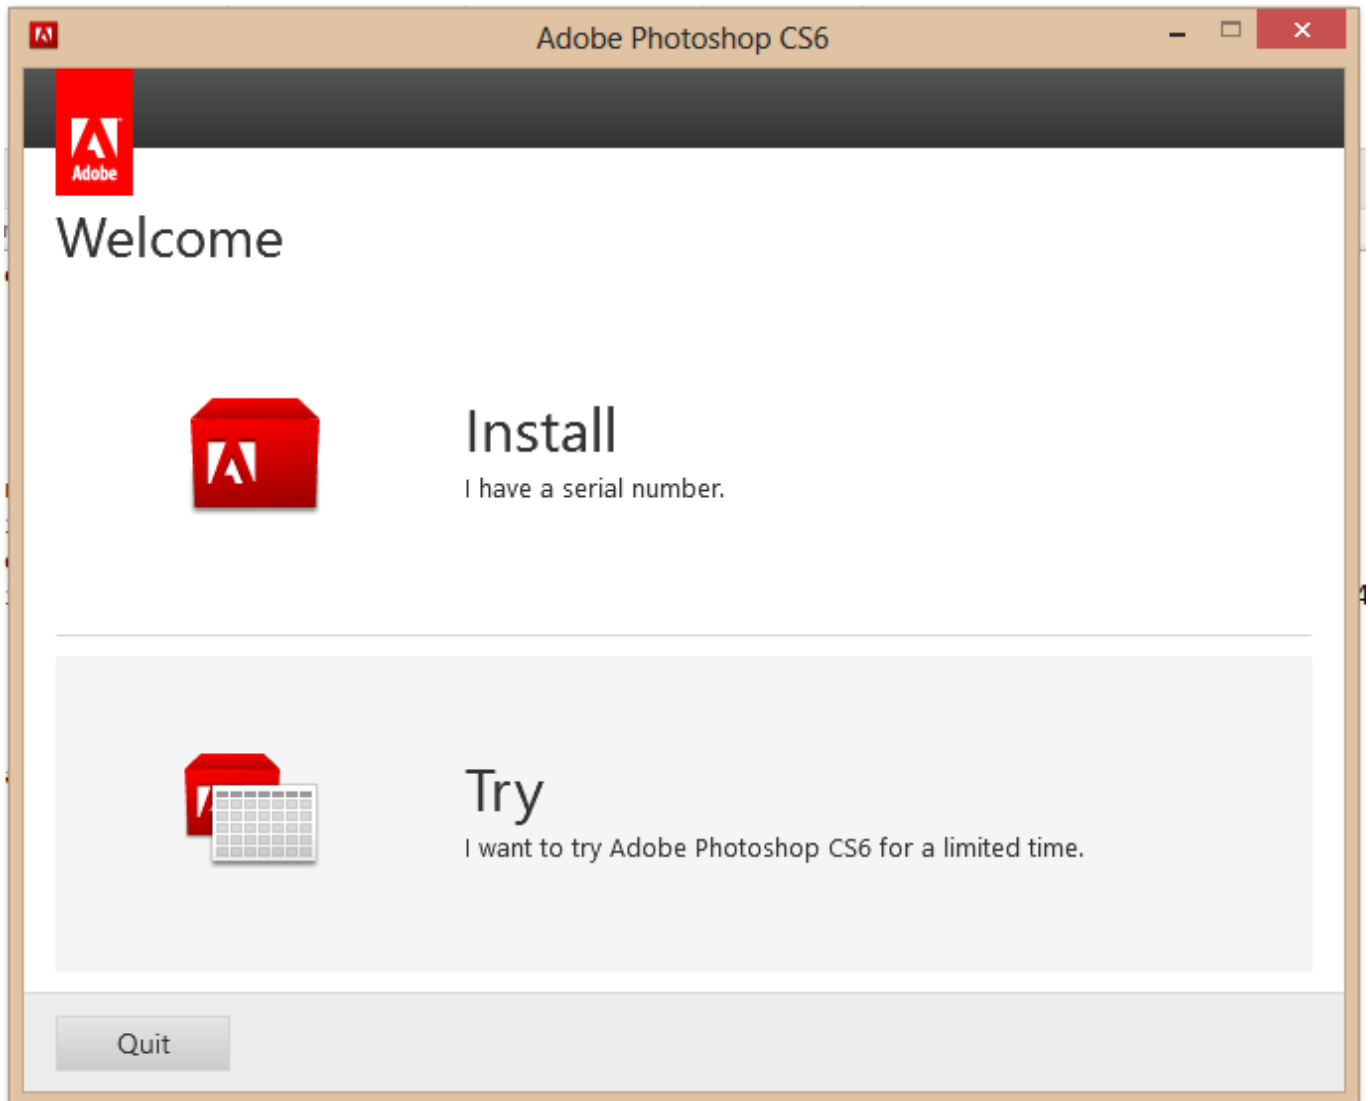 Adobe Photoshop CS6
Adobe
Welcome
Install
I have a serial number.
Try
I want to try Adobe Photoshop CS6 for a limited time.
Quit